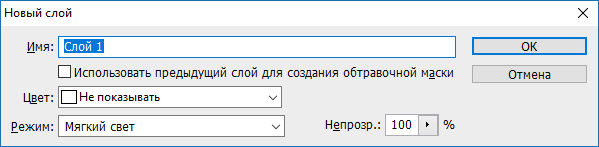 Новый слой
Имя: Слой 1 ОК
Использовать предыдущий слой для создания обтравочной маски Отмена
Цвет: Не показывать
Режим: Мягкий свет Непрозр.: 100 %